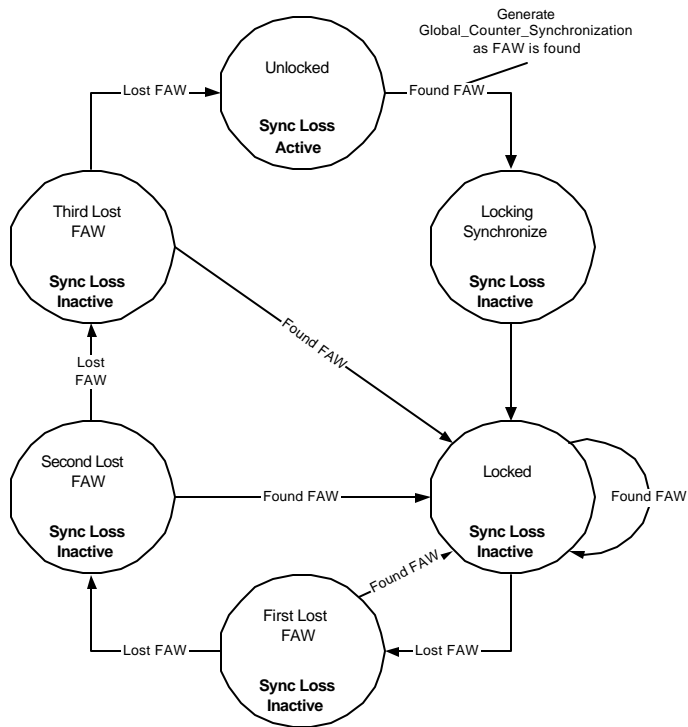 Generate
Global_Counter_Synchronization
as FAW is found
Unlocked
Sync Loss
Active
Lost FAW
Found FAW
Third Lost
FAW
Sync Loss
Inactive
Locking
Synchronize
Sync Loss
Inactive
Found FAW
Lost
FAW
Second Lost
FAW
Sync Loss
Inactive
Found FAW
Locked
Sync Loss
Inactive
Found FAW
Found FAW
First Lost
FAW
Sync Loss
Inactive
Lost FAW
Lost FAW